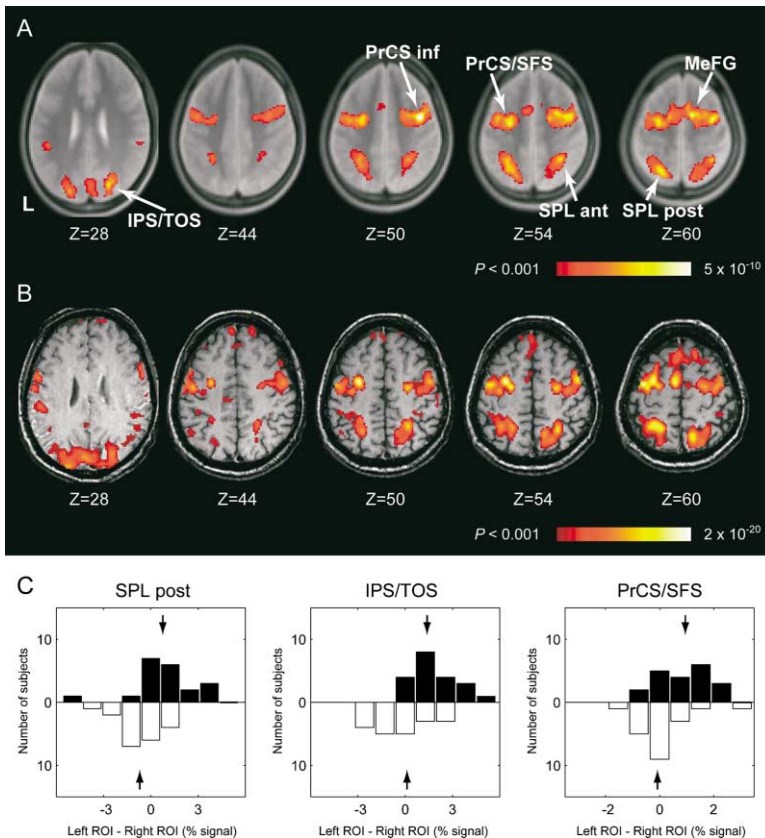 A
PrCS inf
PrCS/SFS
MeFG
L
IPS/TOS
SPL ant
SPL post
Z=28
Z=44
Z=50
Z=54
Z=60
P < 0.001
5 x 10⁻¹⁰
B
Z=28
Z=44
Z=50
Z=54
Z=60
P < 0.001
2 x 10⁻²⁰
C
SPL post
IPS/TOS
PrCS/SFS
Number of subjects
10
0
10
-3
0
3
Left ROI - Right ROI (% signal)
Number of subjects
10
0
10
-3
0
3
Left ROI - Right ROI (% signal)
Number of subjects
10
0
10
-2
0
2
Left ROI - Right ROI (% signal)